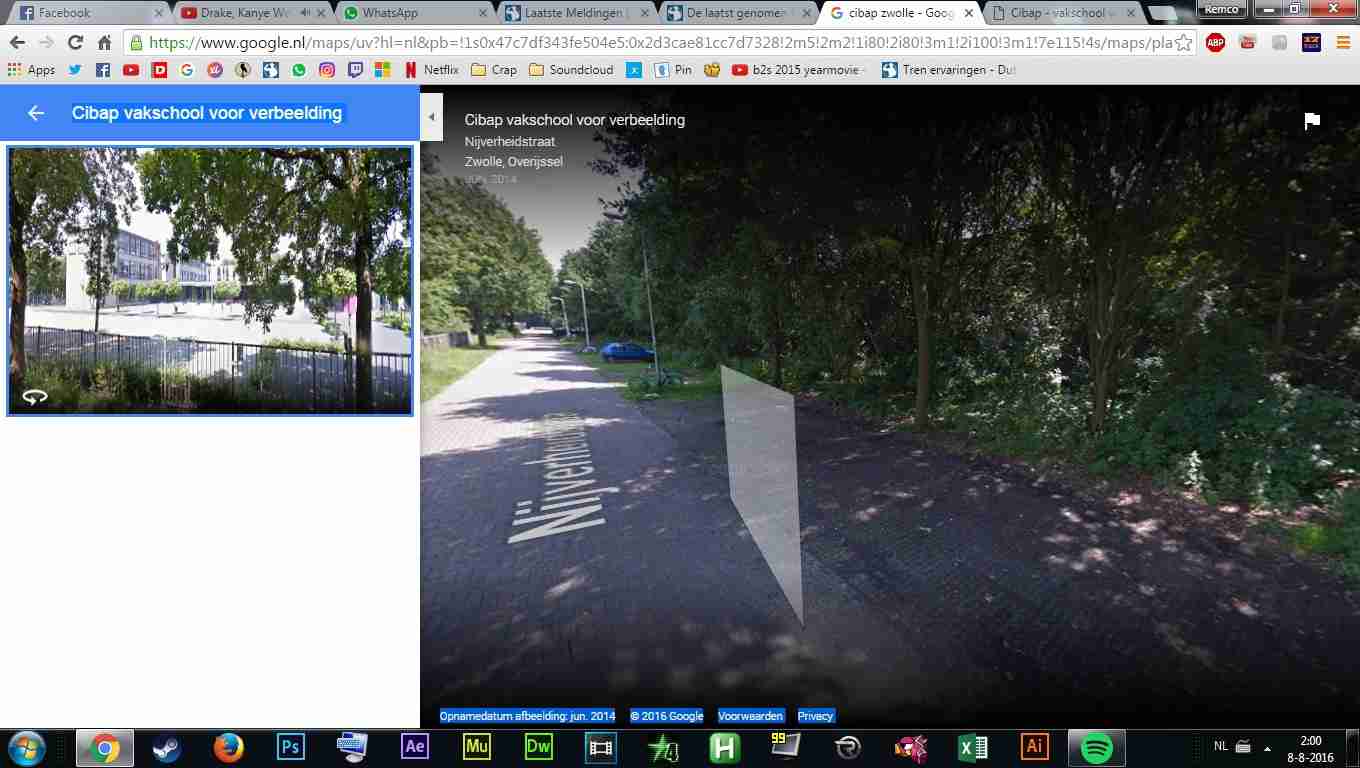 Facebook
Drake, Kanye We
WhatsApp
Laatste Meldingen
De laatst genomen
cibap zwolle - Goog
Cibap - vakschool v
Remco
https://www.google.nl/maps/uv?hl=nl&pb=!1s0x47c7df343fe504e5:0x2d3cae81cc7d7328!2m5!2m2!1i80!2i80!3m1!2i100!3m1!7e115!4s/maps/pla
ABP
Apps
Netflix
Crap
Soundcloud
Pin
b2s 2015 yearmovie -
Tren ervaringen - Dut
Cibap vakschool voor verbeelding
Cibap vakschool voor verbeelding
Nijverheidstraat
Zwolle, Overijssel
JUN. 2014
Opnamedatum afbeelding: jun. 2014
© 2016 Google
Voorwaarden
Privacy
Ps
Ae
Mu
Dw
H
99
Ai
NL
2:00
8-8-2016